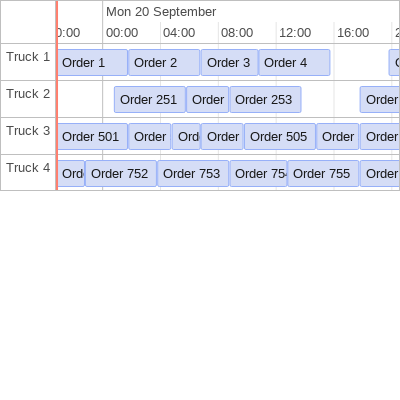 Mon 20 September
0:00 00:00 04:00 08:00 12:00 16:00 2
Truck 1 Order 1 Order 2 Order 3 Order 4
Truck 2 Order 251 Order Order 253 Order
Truck 3 Order 501 Order Ord Order Order 505 Order Order
Truck 4 Ord Order 752 Order 753 Order 754 Order 755 Order